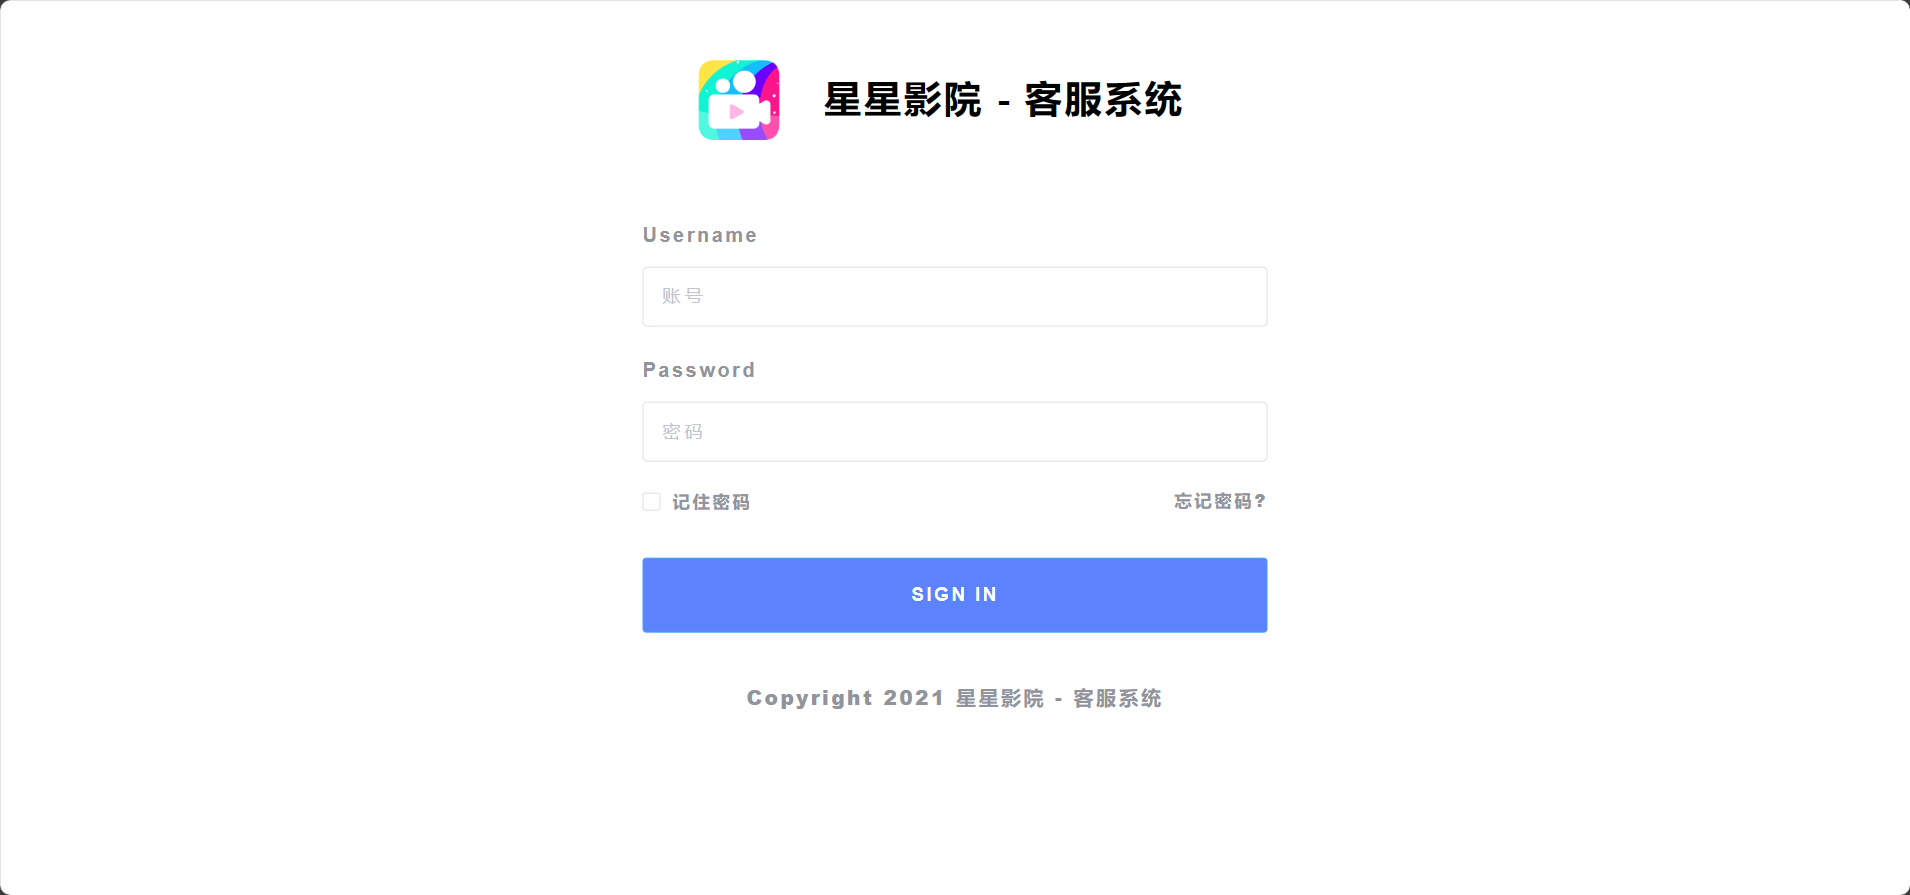 星星影院 - 客服系统
Username
账号
Password
密码
记住密码 忘记密码?
SIGN IN
Copyright 2021 星星影院 - 客服系统